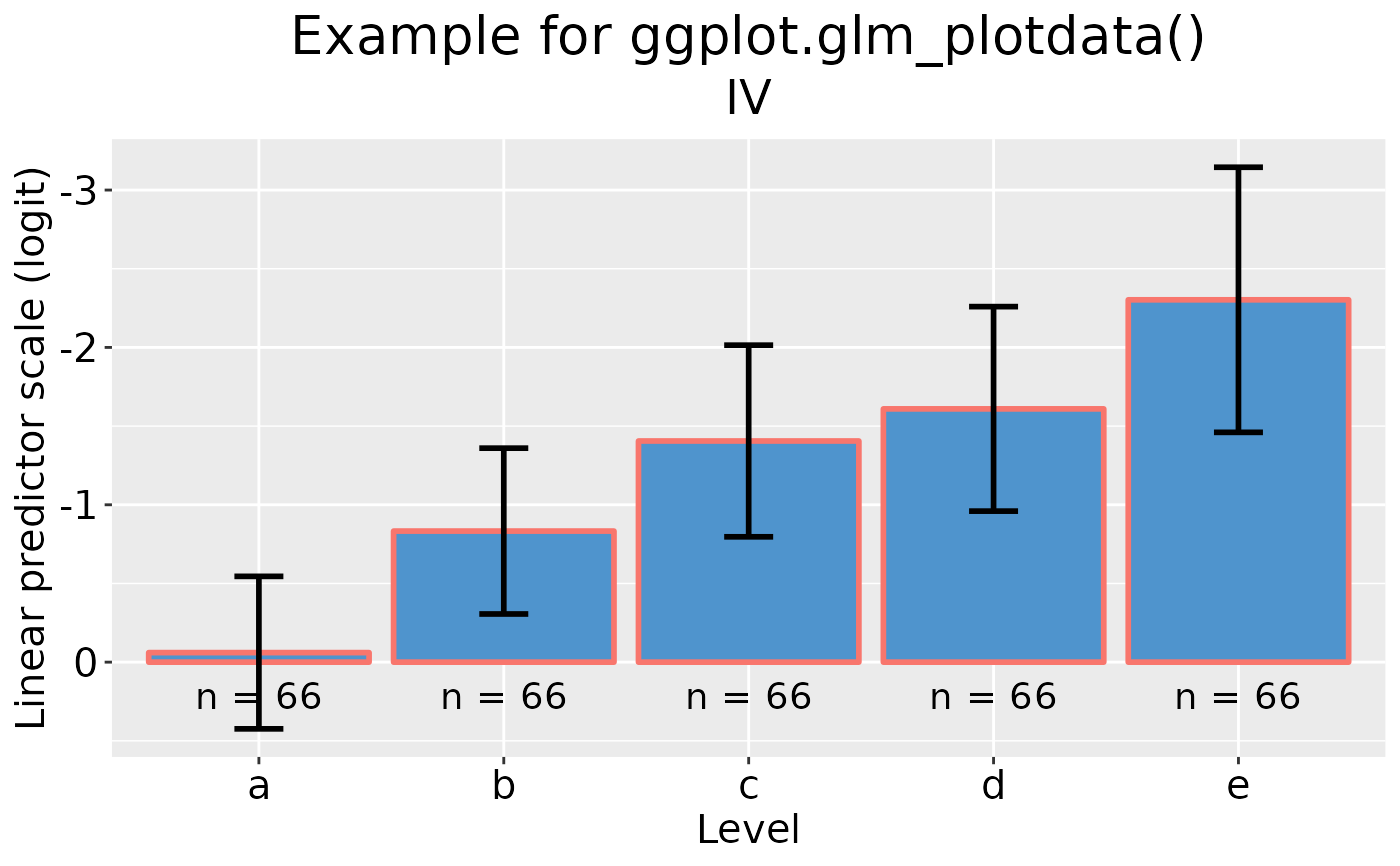 Example for ggplot.glm_plotdata()
IV
Linear predictor scale (logit)
-3
-2
-1
0
n = 66 n = 66 n = 66 n = 66 n = 66
a b c d e
Level